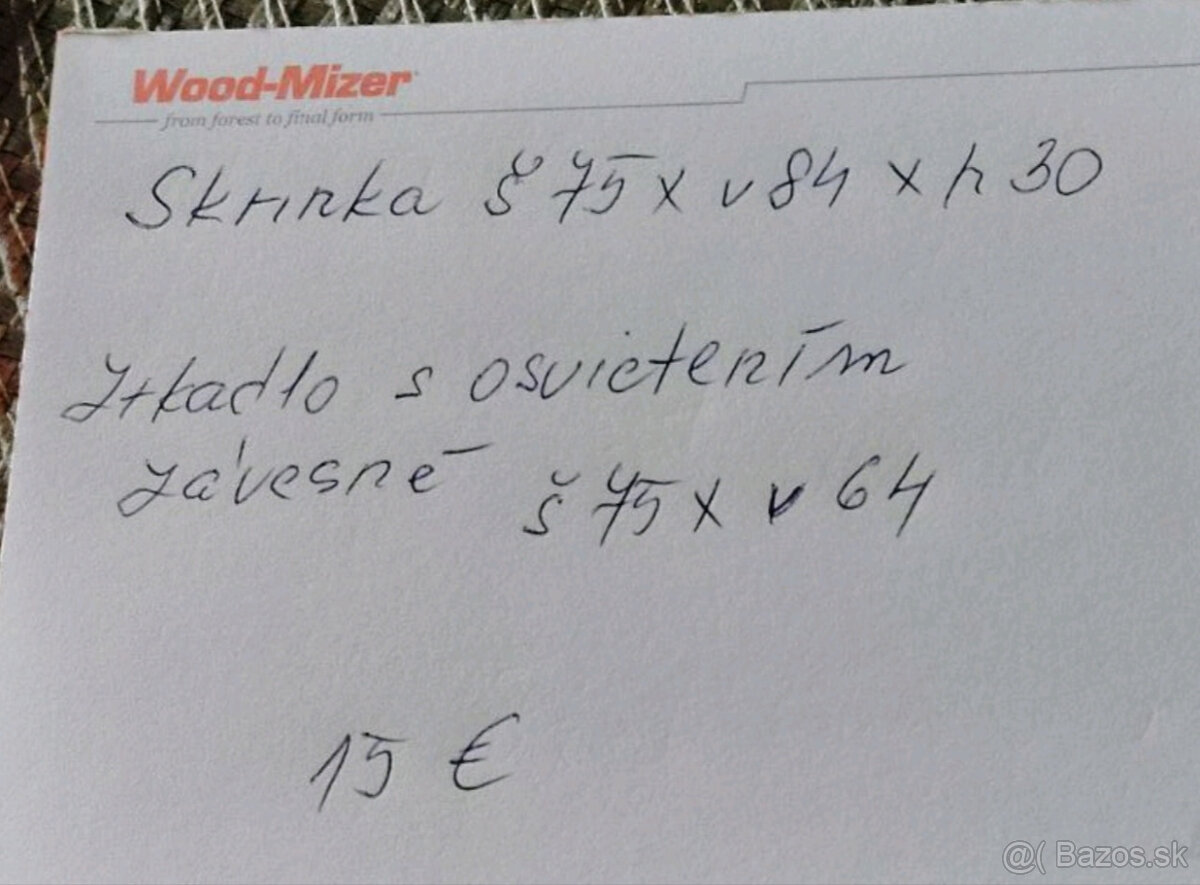 Wood-Mizer
from forest to final form
Skrinka š 75 x v 84 x h 30
Zrkadlo s osvietením
závesné š 75 x v 64
15 €
@( Bazos.sk